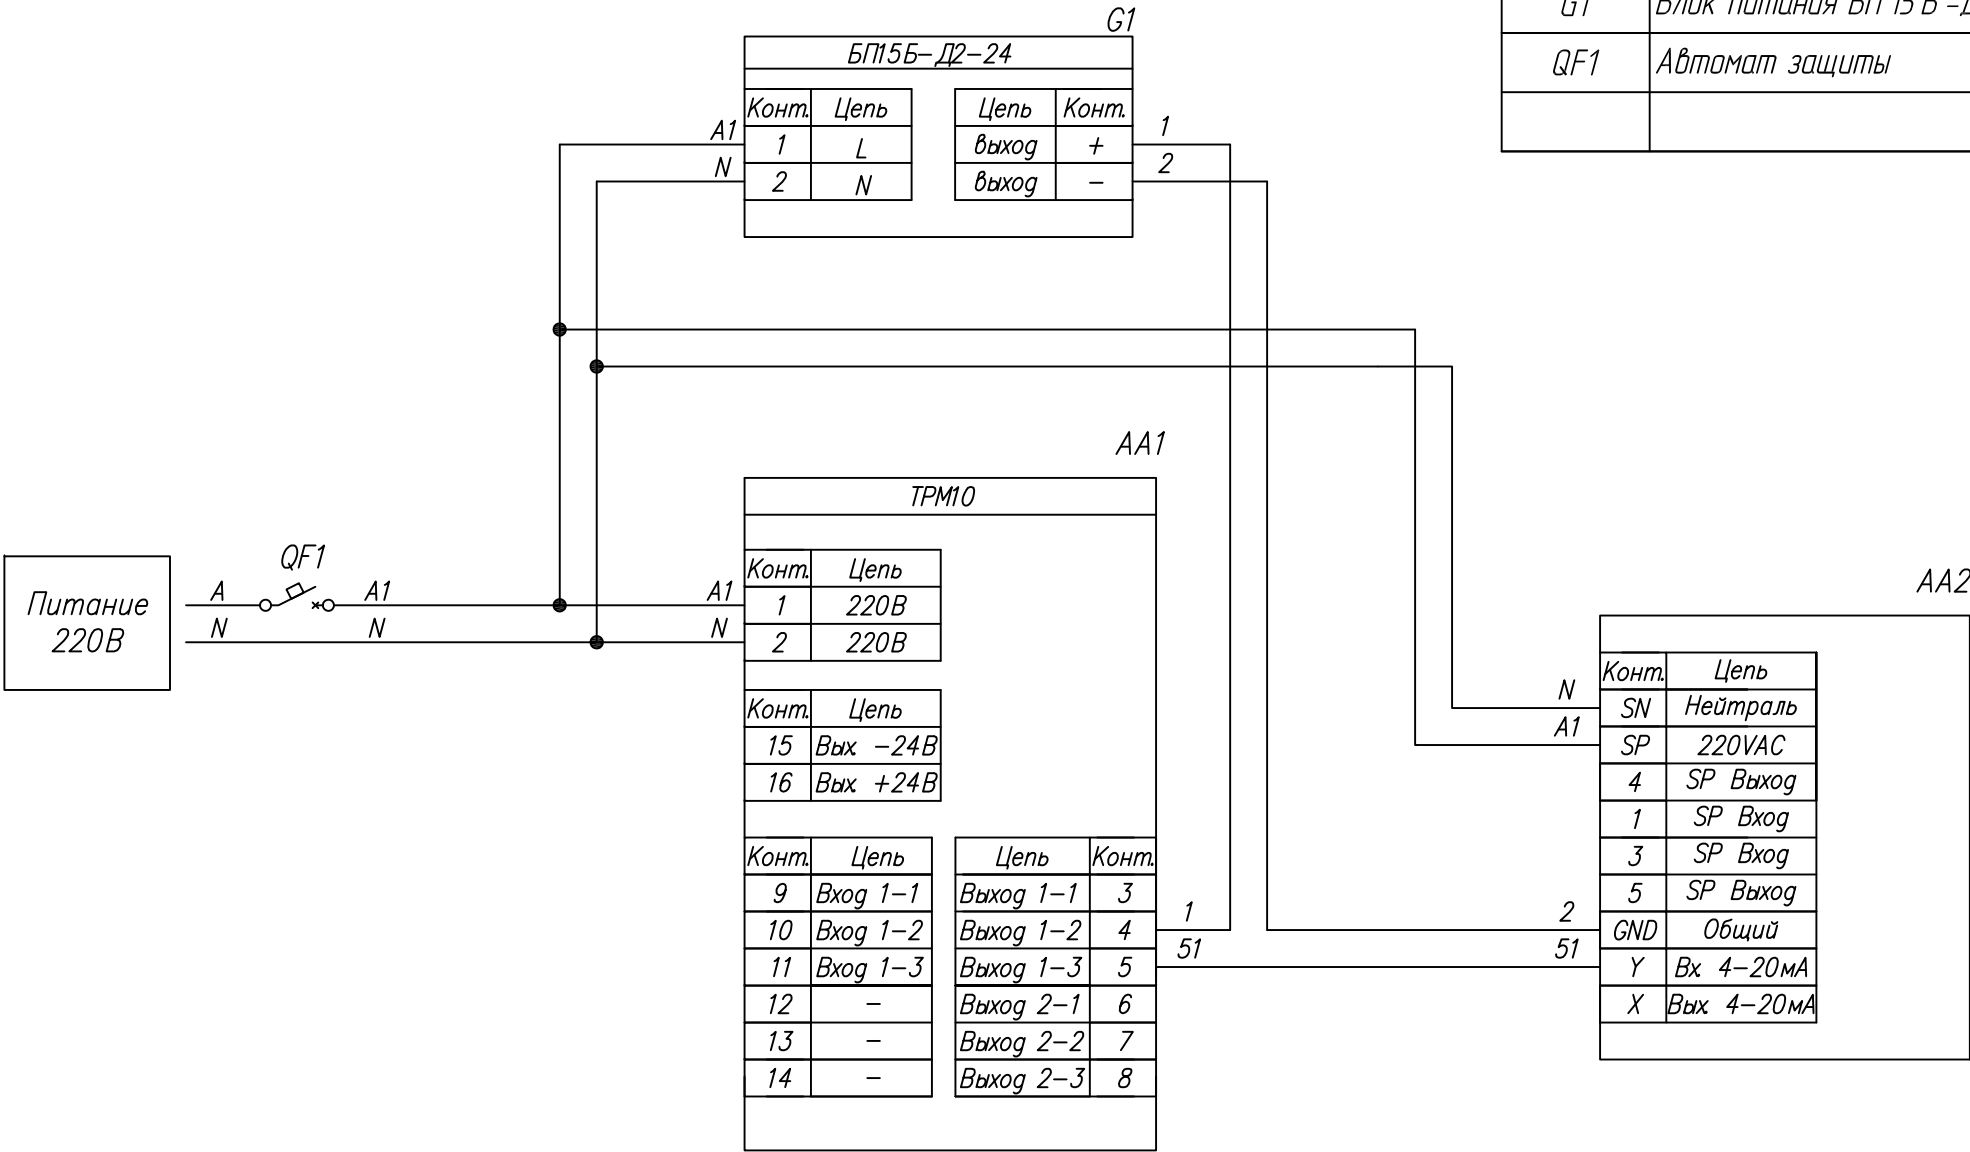 G1
БП15Б-Д2-24
Конт. Цепь
1 L
2 N
Цепь Конт.
выход +
выход -
A1
N
1
2
G1 Блок питания БП 15 Б -Д
QF1 Автомат защиты
AA1
ТРМ10
Конт. Цепь
1 220В
2 220В
Конт. Цепь
15 Вых. -24В
16 Вых. +24В
Конт. Цепь
9 Вход 1-1
10 Вход 1-2
11 Вход 1-3
12 -
13 -
14 -
Цепь Конт.
Выход 1-1 3
Выход 1-2 4
Выход 1-3 5
Выход 2-1 6
Выход 2-2 7
Выход 2-3 8
Питание
220В
QF1
A A1 A1
N N N
1
51
AA2
Конт. Цепь
SN Нейтраль
SP 220VAC
4 SP Выход
1 SP Вход
3 SP Вход
5 SP Выход
GND Общий
Y Вх. 4-20мА
X Вых. 4-20мА
N
A1
2
51